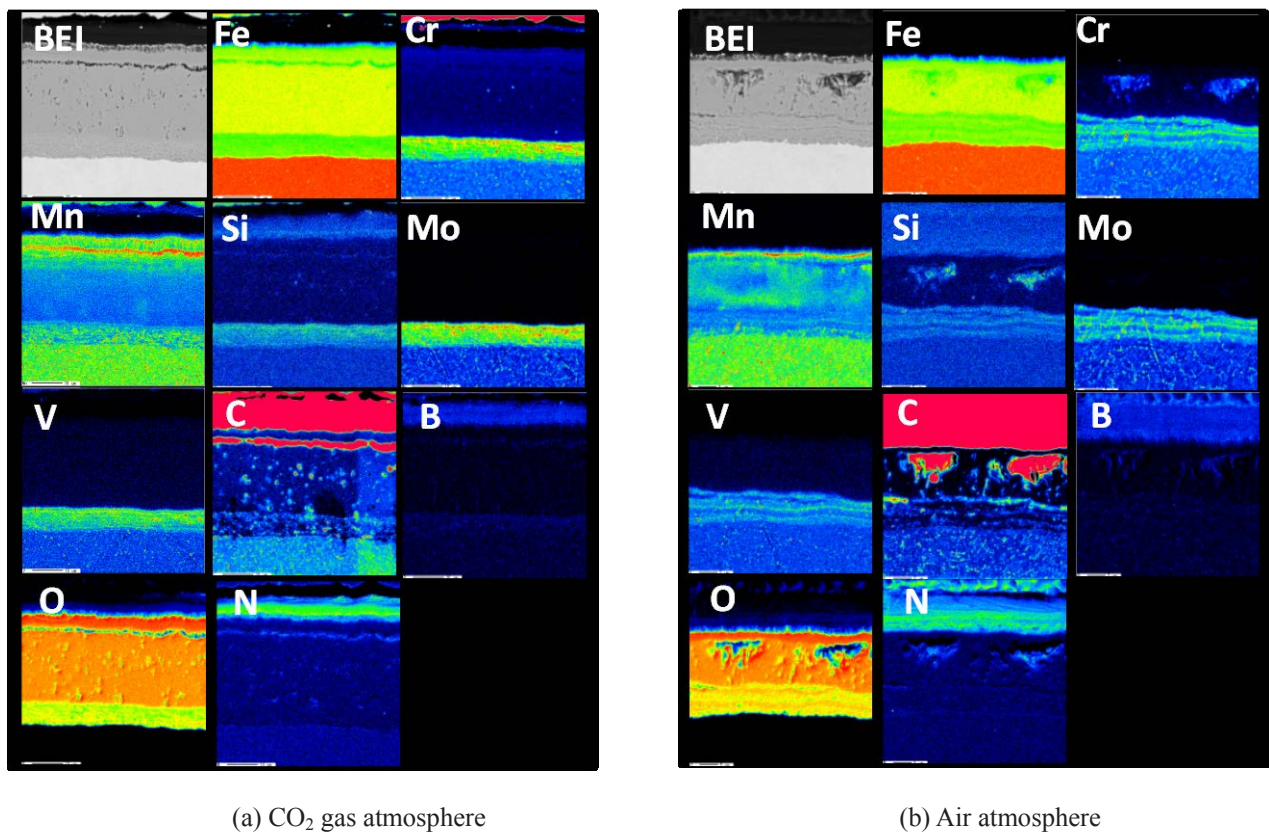 BEI Fe Cr
Mn Si Mo
V C B
O N
BEI Fe Cr
Mn Si Mo
V C B
O N
(a) CO₂ gas atmosphere
(b) Air atmosphere